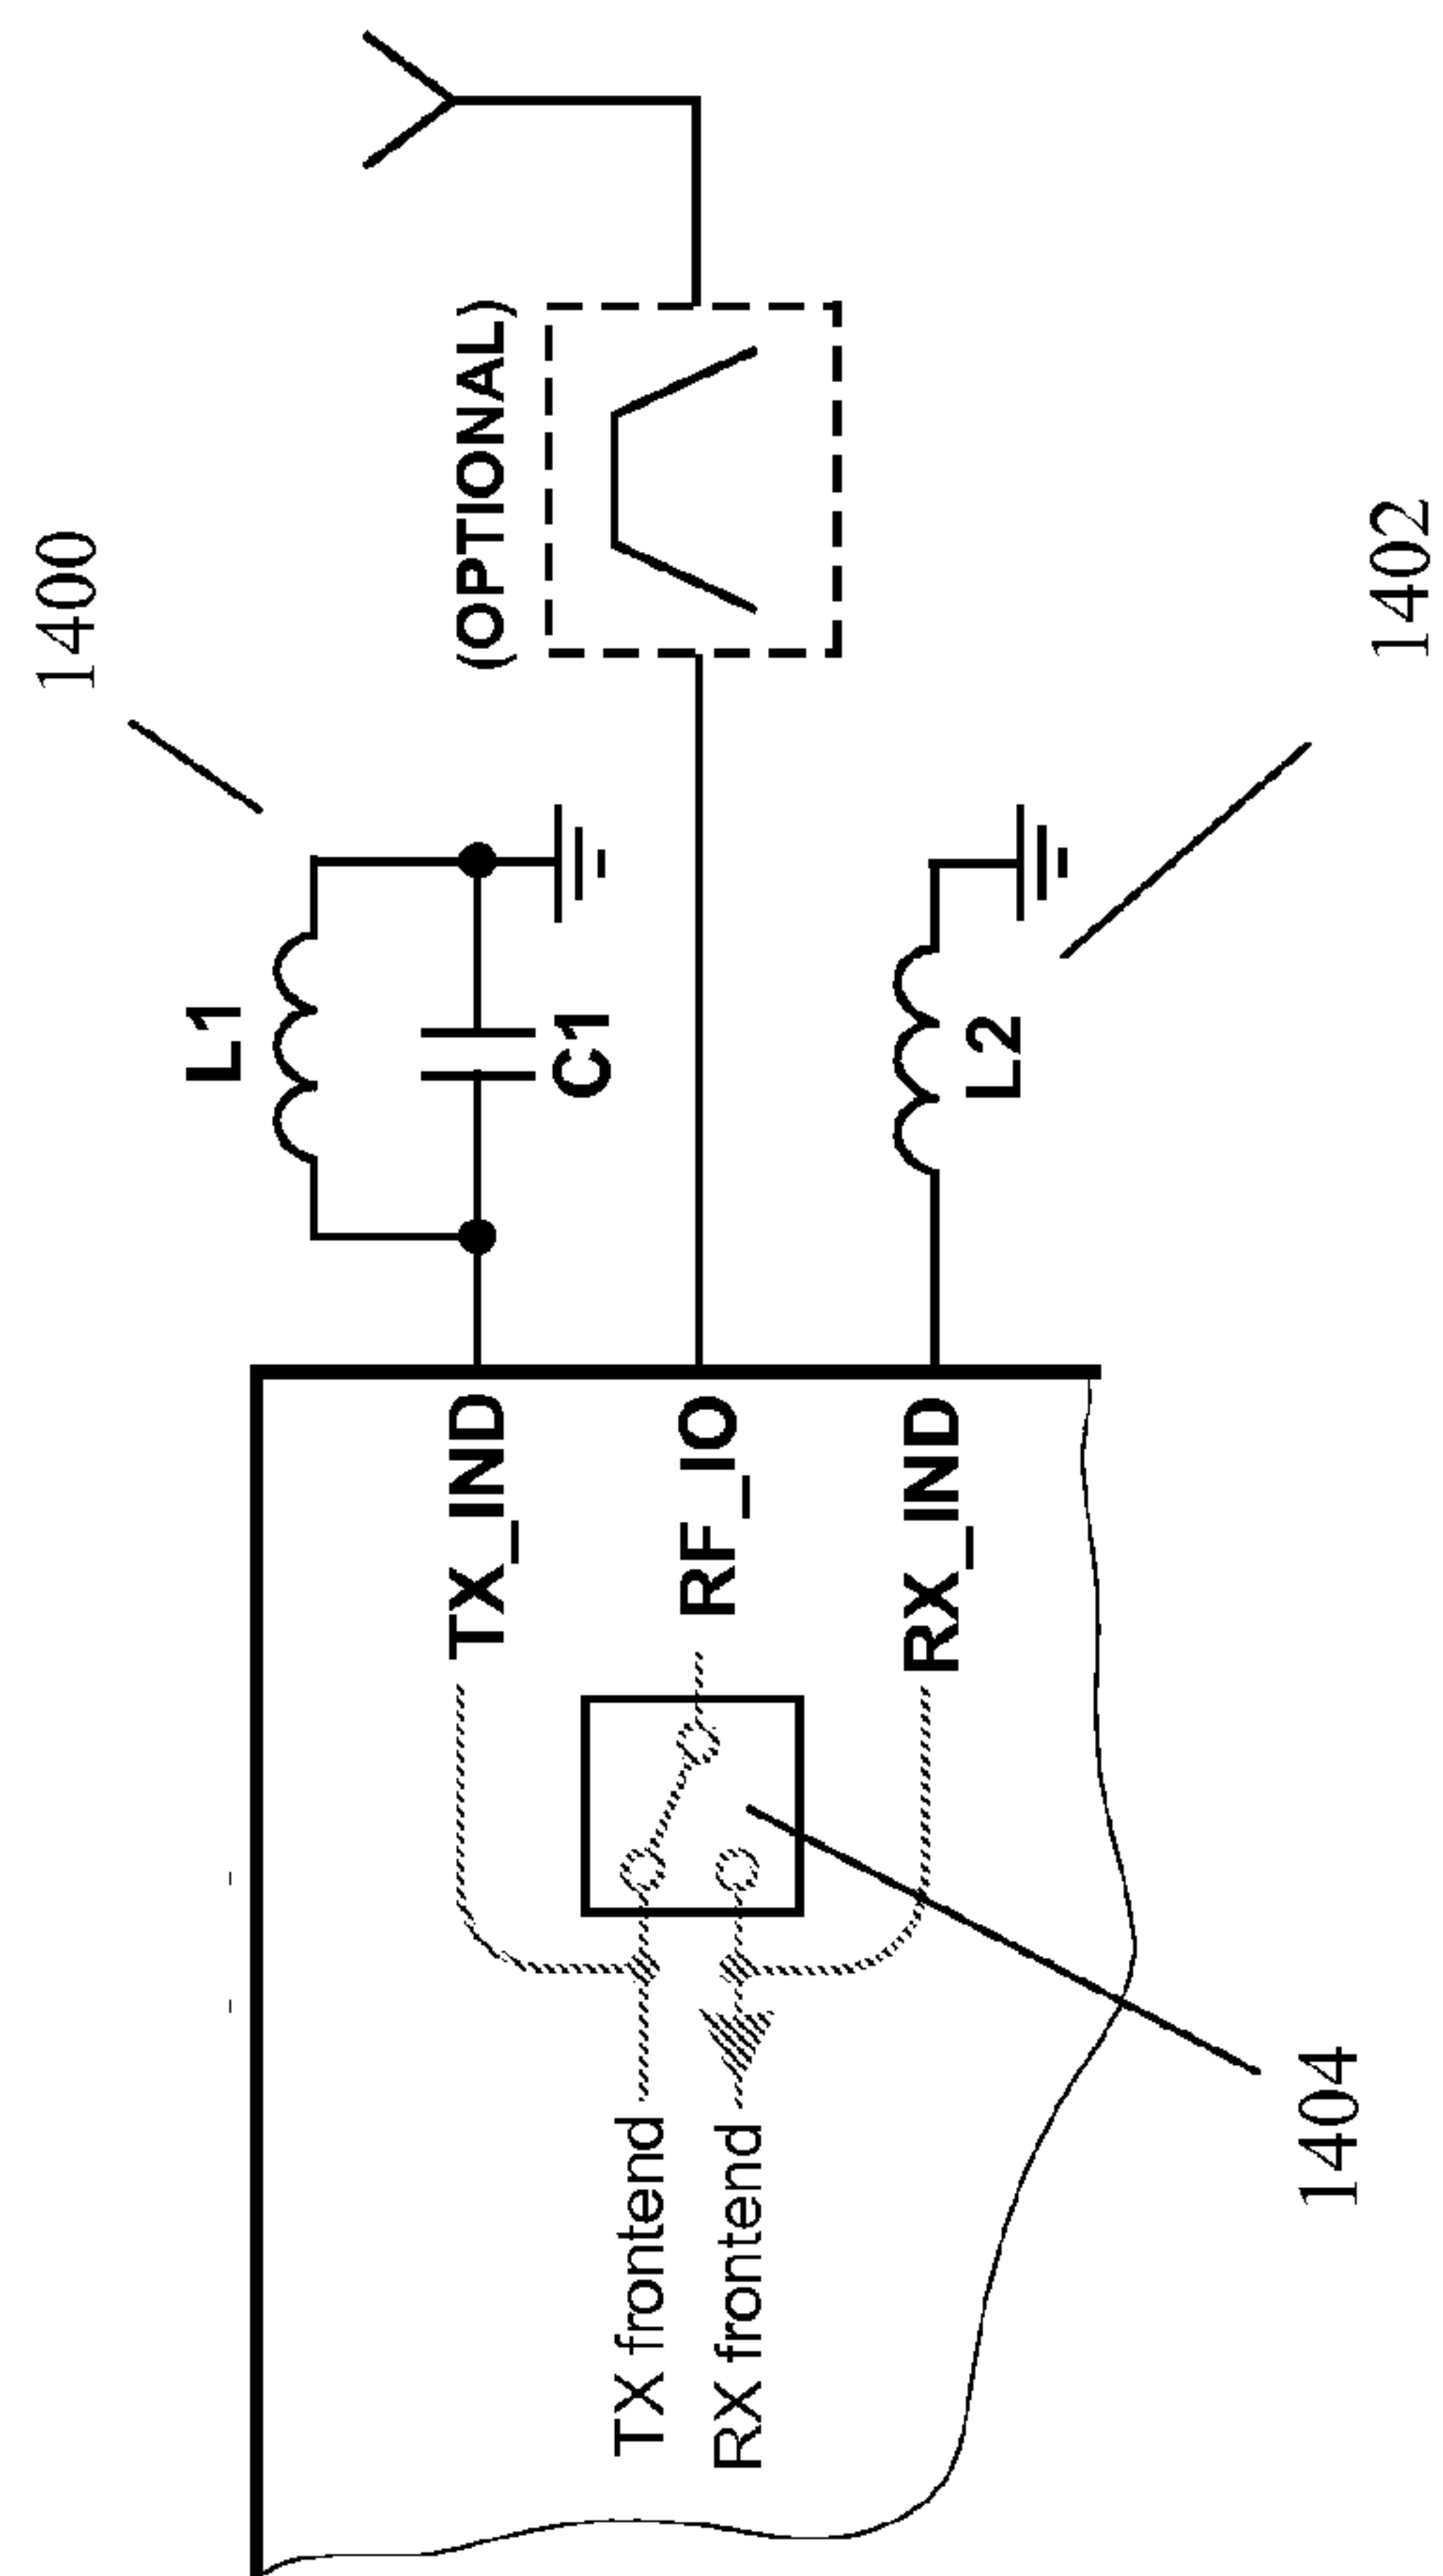 1400
L1
(OPTIONAL)
C1
TX_IND
TX frontend
RF_IO
RX frontend
RX_IND
L2
1404
1402